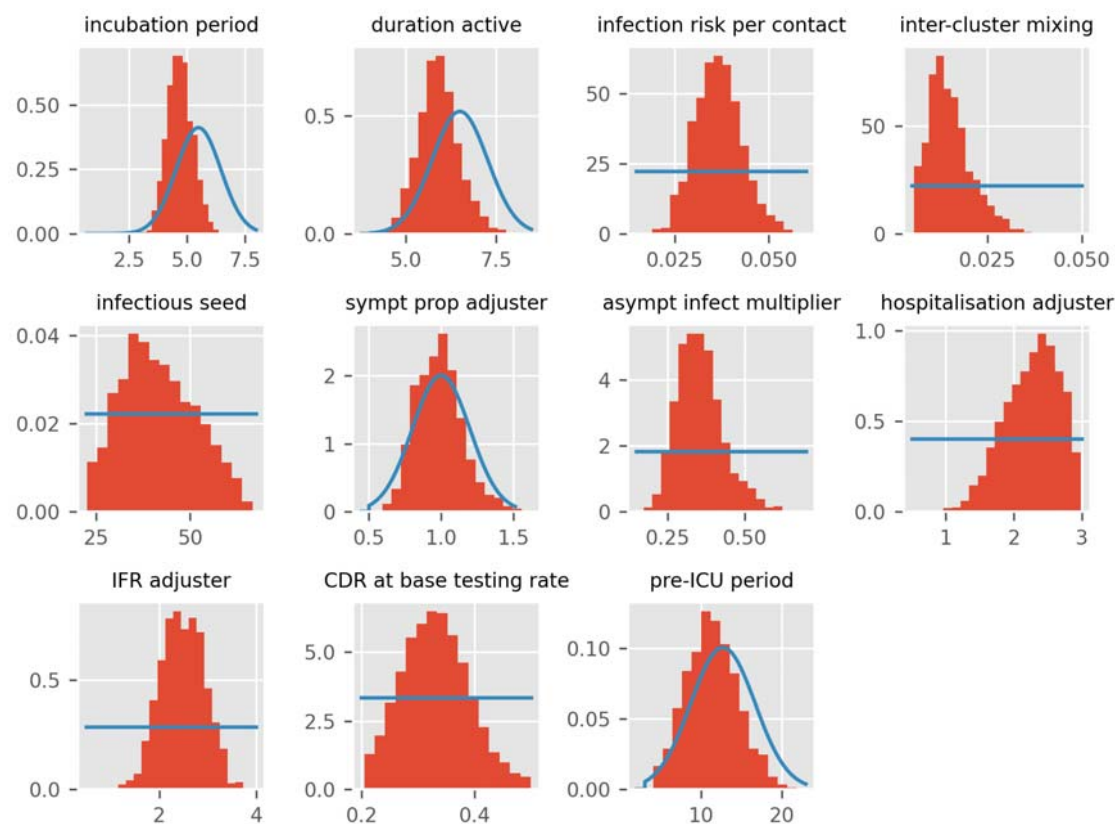 incubation period
duration active
infection risk per contact
inter-cluster mixing
0.50
0.25
0.00
2.5 5.0 7.5
0.5
0.0
5.0 7.5
50
25
0
0.025 0.050
50
0
0.025 0.050
infectious seed
sympt prop adjuster
asympt infect multiplier
hospitalisation adjuster
0.04
0.02
0.00
25 50
2
1
0
0.5 1.0 1.5
4
2
0
0.25 0.50
1.0
0.5
0.0
1 2 3
IFR adjuster
CDR at base testing rate
pre-ICU period
0.5
0.0
2 4
5.0
2.5
0.0
0.2 0.4
0.10
0.05
0.00
10 20